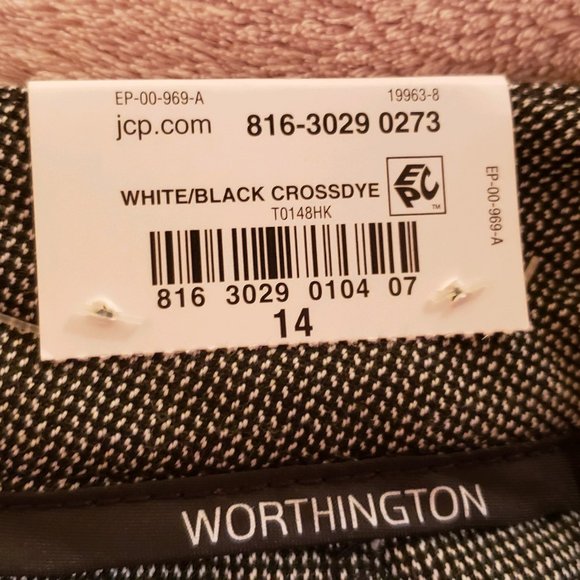 EP-00-969-A 19963-8
jcp.com 816-3029 0273
WHITE/BLACK CROSSDYE EPC™
T0148HK
EP-00-969-A
816 3029 0104 07
14
WORTHINGTON